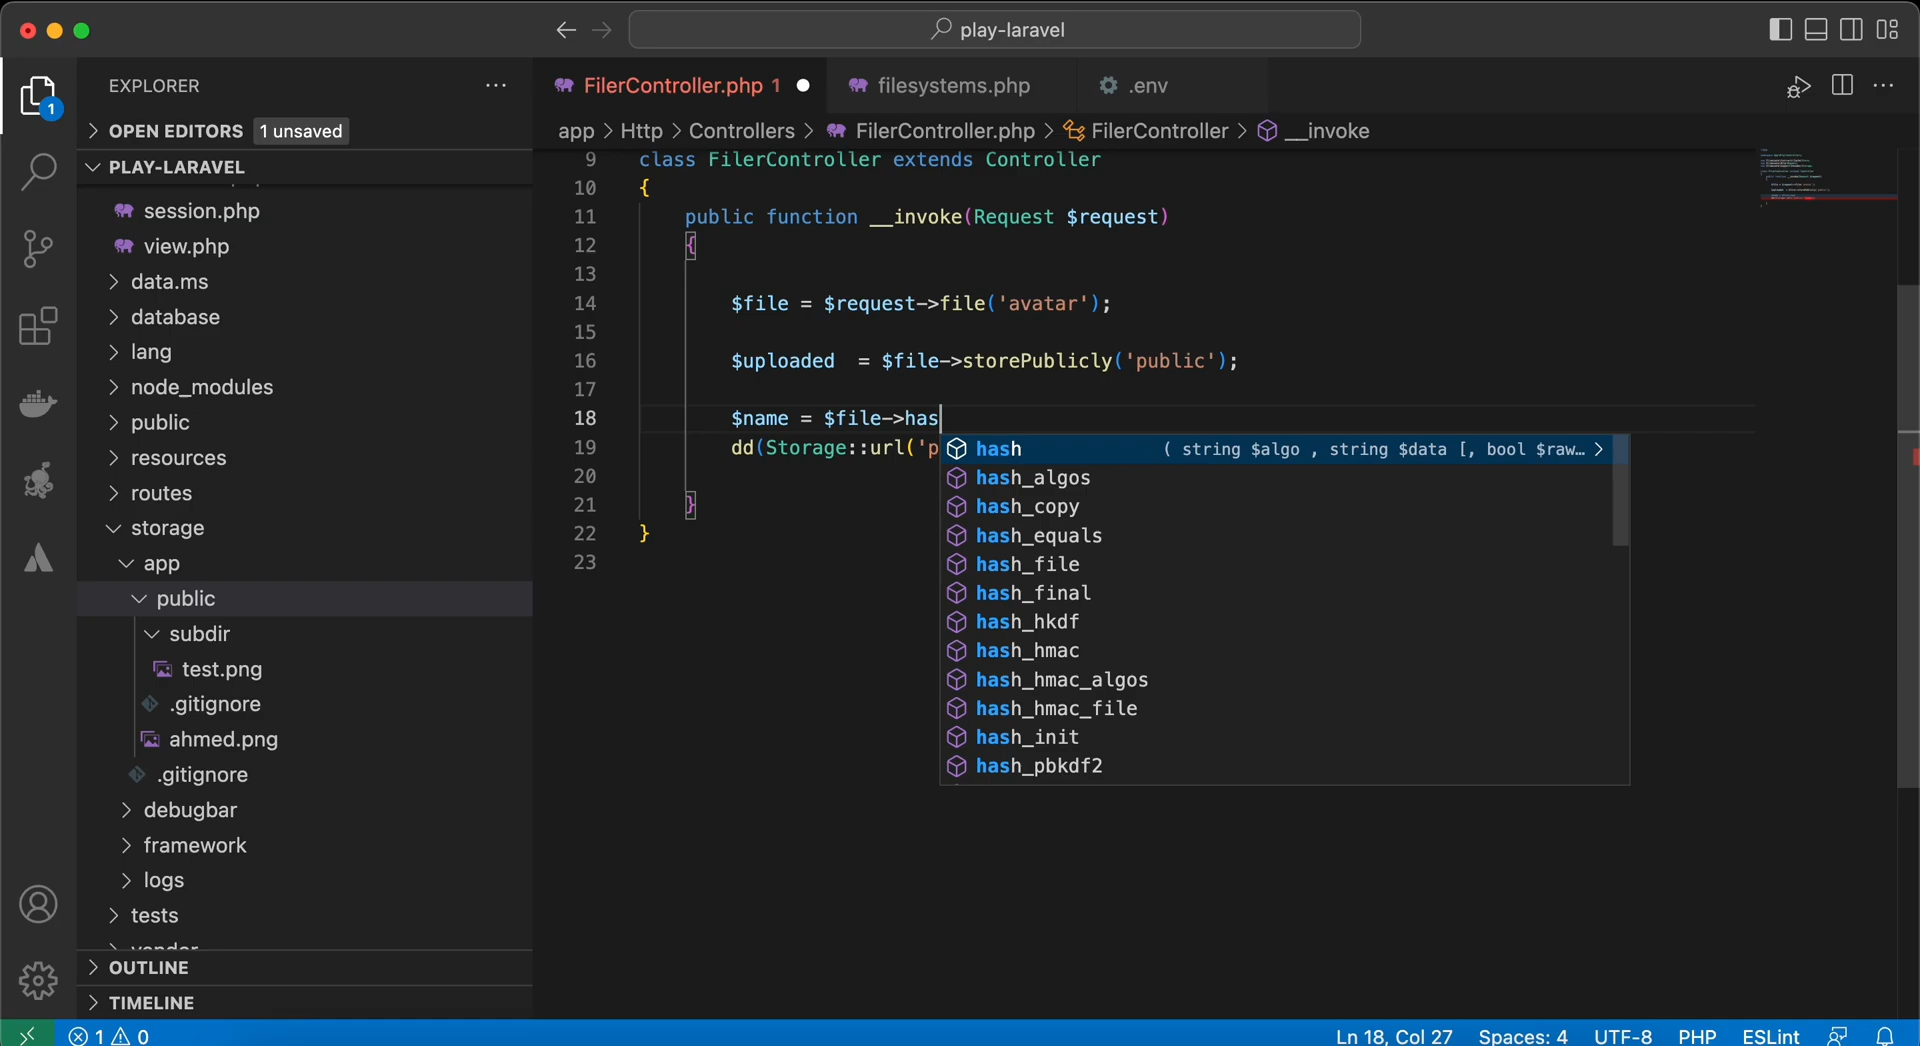 play-laravel
EXPLORER
1
OPEN EDITORS 1 unsaved
PLAY-LARAVEL
session.php
view.php
data.ms
database
lang
node_modules
public
resources
routes
storage
app
public
subdir
test.png
.gitignore
ahmed.png
.gitignore
debugbar
framework
logs
tests
vendor
OUTLINE
TIMELINE
FilerController.php 1
filesystems.php
.env
app > Http > Controllers > FilerController.php > FilerController > __invoke
9 class FilerController extends Controller
10 {
11 public function __invoke(Request $request)
12 {
13
14 $file = $request->file('avatar');
15
16 $uploaded  = $file->storePublicly('public');
17
18 $name = $file->has
19 dd(Storage::url('p
20
21 }
22 }
23
hash ( string $algo , string $data [, bool $raw… >
hash_algos
hash_copy
hash_equals
hash_file
hash_final
hash_hkdf
hash_hmac
hash_hmac_algos
hash_hmac_file
hash_init
hash_pbkdf2
1 0
Ln 18, Col 27 Spaces: 4 UTF-8 PHP ESLint